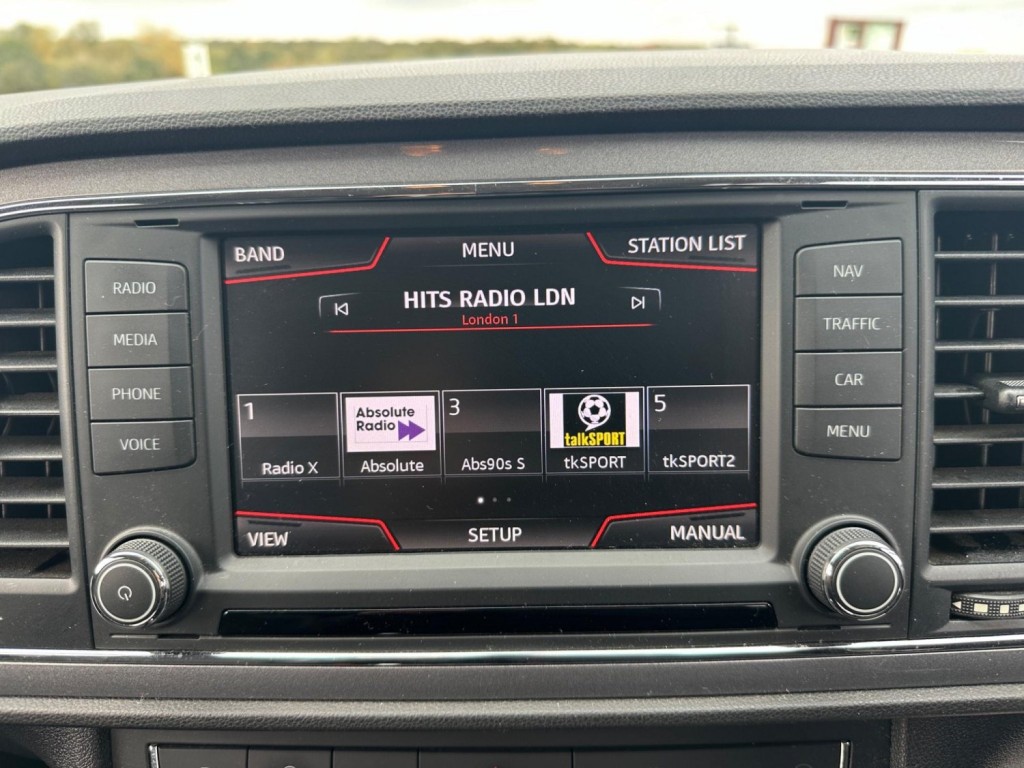 BAND
MENU
STATION LIST
HITS RADIO LDN
London 1
RADIO
MEDIA
PHONE
VOICE
NAV
TRAFFIC
CAR
MENU
1
Radio X
Absolute
Radio
Absolute
3
Abs90s S
talkSPORT
tkSPORT
5
tkSPORT2
VIEW
SETUP
MANUAL